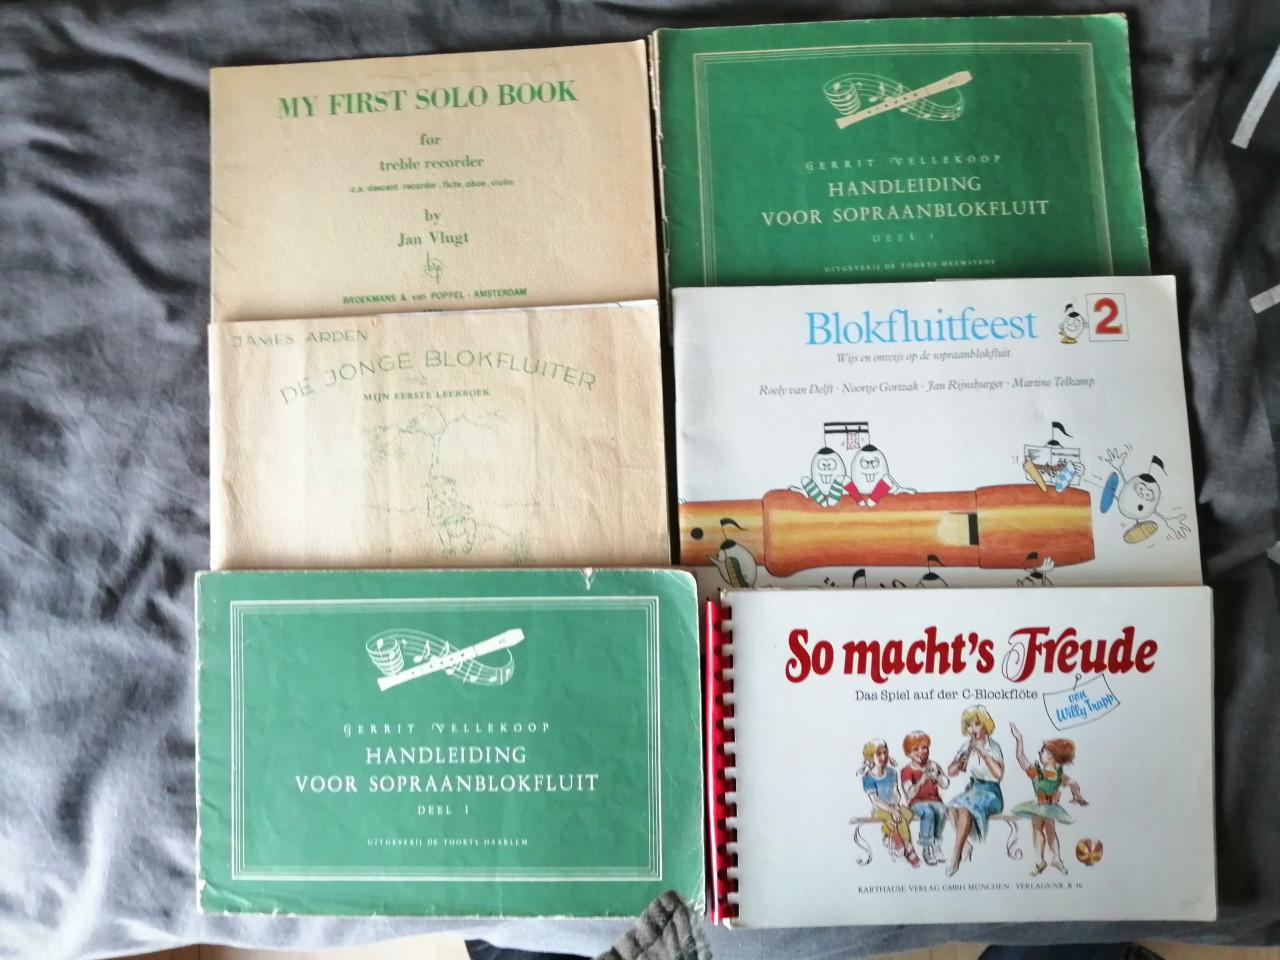 MY FIRST SOLO BOOK
for
treble recorder
c.q. descant recorder, flute, oboe, violin
by
Jan Vlugt
BROEKMANS & van POPPEL - AMSTERDAM
GERRIT VELLEKOOP
HANDLEIDING
VOOR SOPRAANBLOKFLUIT
DEEL 1
UITGEVERIJ DE TOORTS HEEMSTEDE
JAMES ARDEN
DE JONGE BLOKFLUITER
MIJN EERSTE LEERBOEK
Blokfluitfeest
2
Wijs en onwijs op de sopraanblokfluit
Roely van Delft · Noortje Gortzak · Jan Rijnsburger · Martine Telkamp
GERRIT VELLEKOOP
HANDLEIDING
VOOR SOPRAANBLOKFLUIT
DEEL 1
UITGEVERIJ DE TOORTS HAARLEM
So macht's Freude
Das Spiel auf der C-Blockflöte
von
Willy Trapp
KARTHAUSE-VERLAG GMBH MÜNCHEN · VERLAGS-NR. K 16